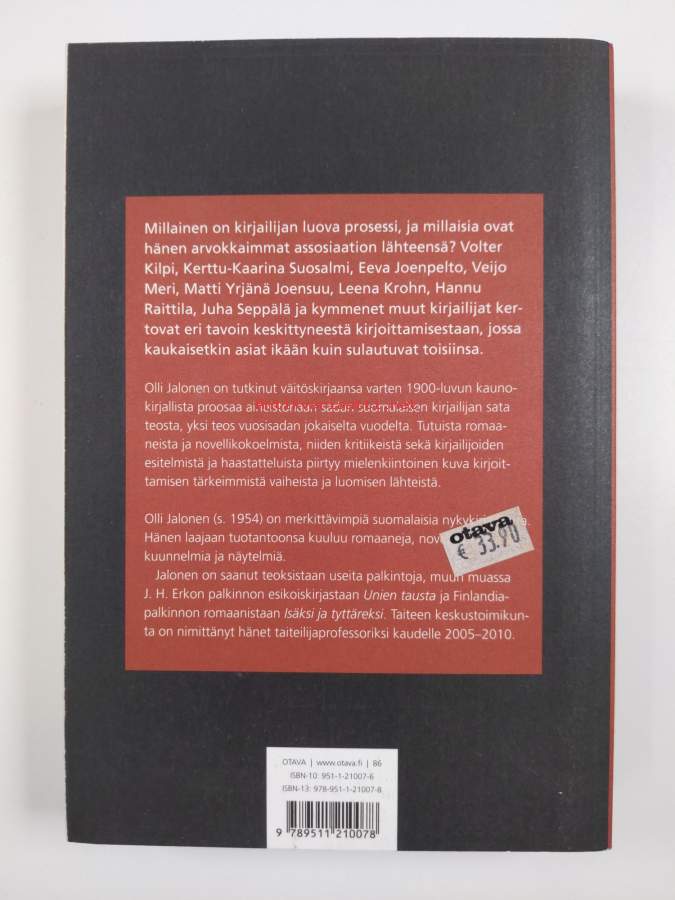 Millainen on kirjailijan luova prosessi, ja millaisia ovat
hänen arvokkaimmat assosiaation lähteensä? Volter
Kilpi, Kerttu-Kaarina Suosalmi, Eeva Joenpelto, Veijo
Meri, Matti Yrjänä Joensuu, Leena Krohn, Hannu
Raittila, Juha Seppälä ja kymmenet muut kirjailijat ker-
tovat eri tavoin keskittyneestä kirjoittamisestaan, jossa
kaukaisetkin asiat ikään kuin sulautuvat toisiinsa.
Olli Jalonen on tutkinut väitöskirjaansa varten 1900-luvun kauno-
kirjallista proosaa aineistonaan sadan suomalaisen kirjailijan sata
teosta, yksi teos vuosisadan jokaiselta vuodelta. Tutuista romaa-
neista ja novellikokoelmista, niiden kritiikeistä sekä kirjailijoiden
esitelmistä ja haastatteluista piirtyy mielenkiintoinen kuva kirjoit-
tamisen tärkeimmistä vaiheista ja luomisen lähteistä.
Olli Jalonen (s. 1954) on merkittävimpiä suomalaisia
Hänen laajaan tuotantoonsa kuuluu romaaneja,
kuunnelmia ja näytelmiä.
otava
€ 33.90
Jalonen on saanut teoksistaan useita palkintoja, muun muassa
J. H. Erkon palkinnon esikoiskirjastaan Unien tausta ja Finlandia-
palkinnon romaanistaan Isäksi ja tyttäreksi. Taiteen keskustoimikun-
ta on nimittänyt hänet taiteilijaprofessoriksi kaudelle 2005–2010.
OTAVA | www.otava.fi | 86
ISBN-10: 951-1-21007-6
ISBN-13: 978-951-1-21007-8
9 789511 210078